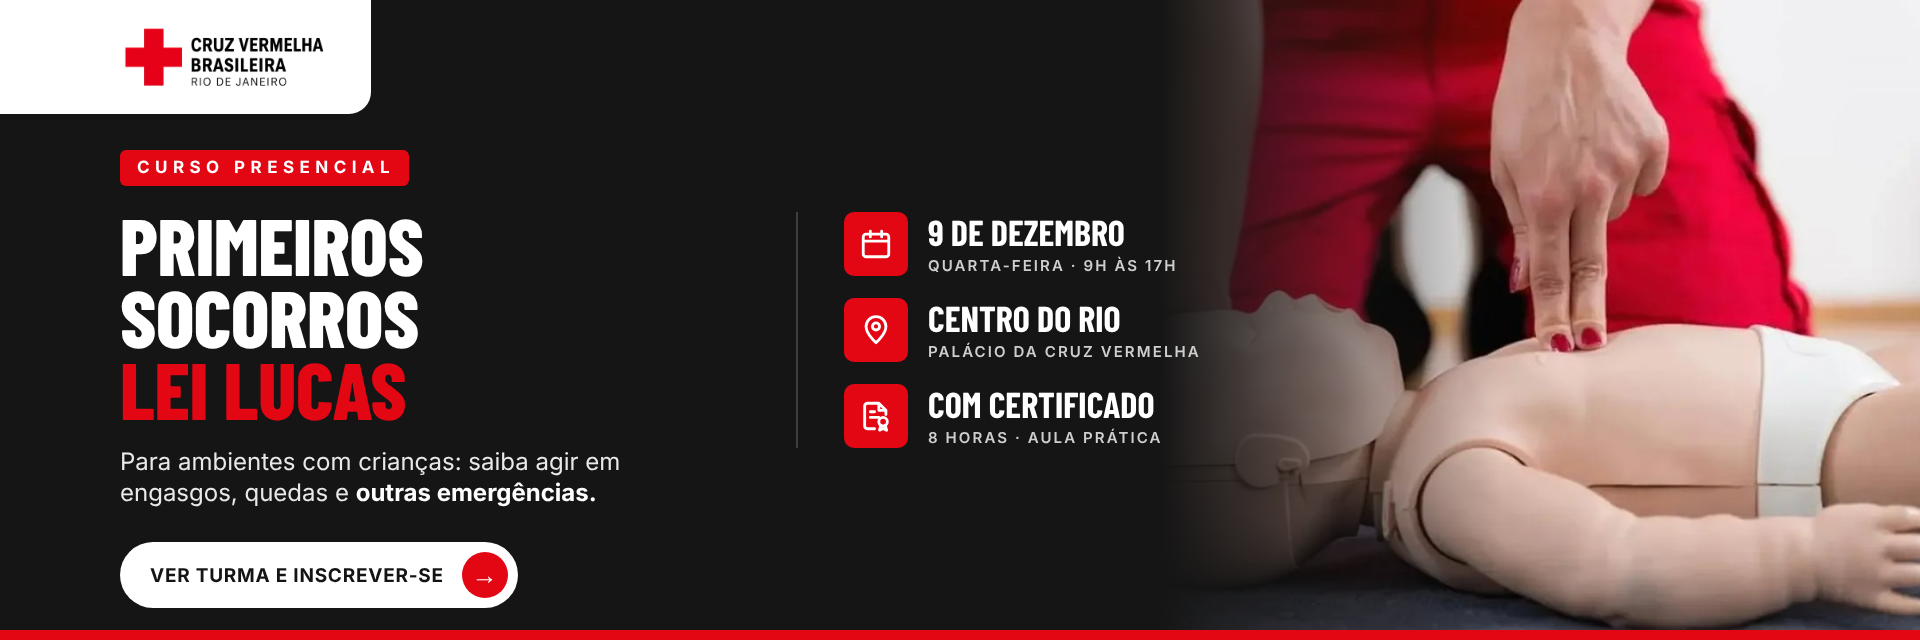 CRUZ VERMELHA
BRASILEIRA
RIO DE JANEIRO
CURSO PRESENCIAL
PRIMEIROS
SOCORROS
LEI LUCAS
Para ambientes com crianças: saiba agir em
engasgos, quedas e outras emergências.
VER TURMA E INSCREVER-SE →
9 DE DEZEMBRO
QUARTA-FEIRA · 9H ÀS 17H
CENTRO DO RIO
PALÁCIO DA CRUZ VERMELHA
COM CERTIFICADO
8 HORAS · AULA PRÁTICA